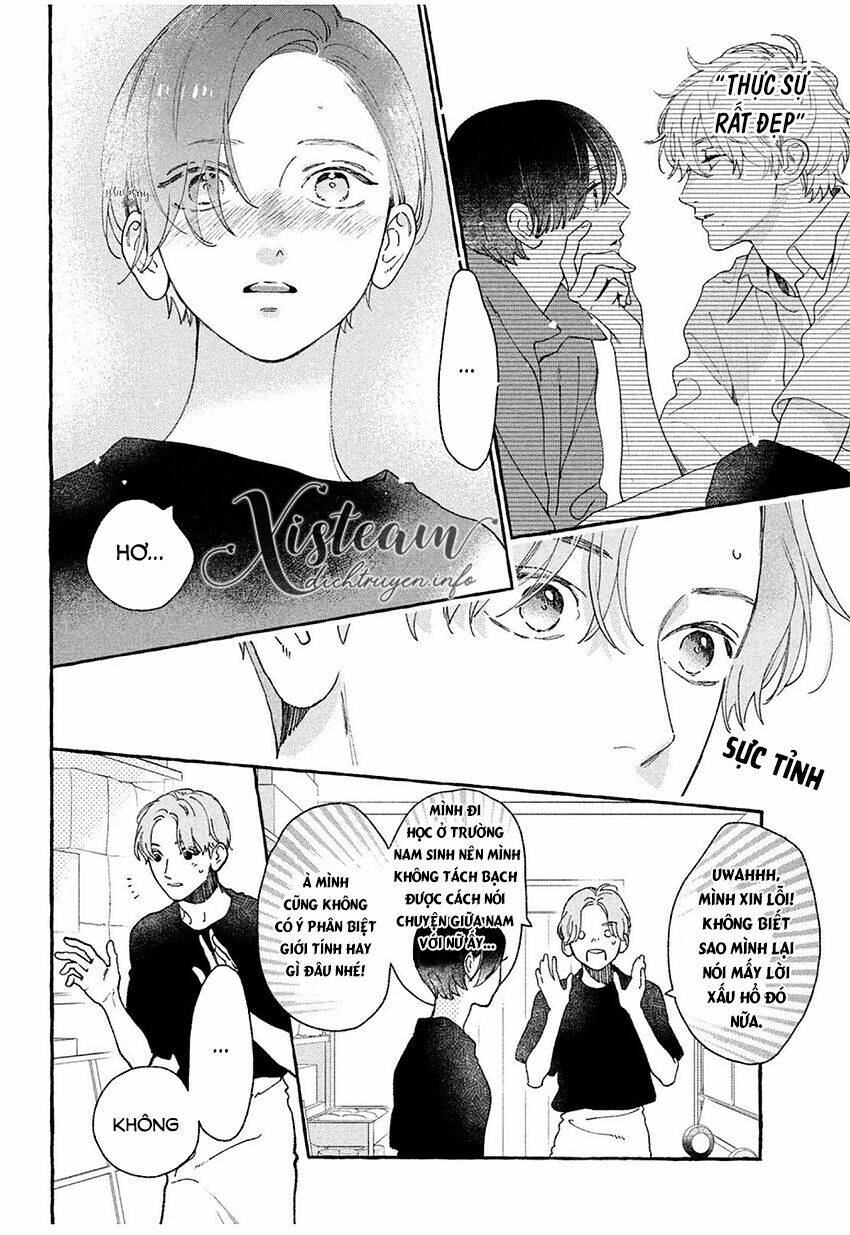 “THỰC SỰ
RẤT ĐẸP”
...
HƠ...
Xisteam
dichtruyen.info
SỰC TỈNH
UWAHHH,
MÌNH XIN LỖI!
KHÔNG BIẾT
SAO MÌNH LẠI
NÓI MẤY LỜI
XẤU HỔ ĐÓ
NỮA.
MÌNH ĐI
HỌC Ở TRƯỜNG
NAM SINH NÊN MÌNH
KHÔNG TÁCH BẠCH
ĐƯỢC CÁCH NÓI
CHUYỆN GIỮA NAM
VỚI NỮ ẤY...
À MÌNH
CŨNG KHÔNG
CÓ Ý PHÂN BIỆT
GIỚI TÍNH HAY
GÌ ĐÂU NHÉ!
...
KHÔNG